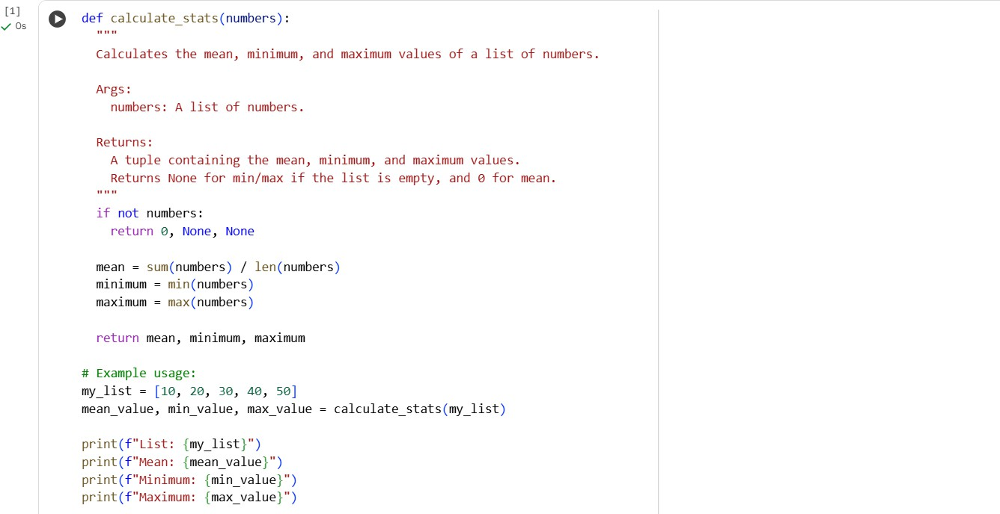 [1]
0s
def calculate_stats(numbers):
  """
  Calculates the mean, minimum, and maximum values of a list of numbers.

  Args:
    numbers: A list of numbers.

  Returns:
    A tuple containing the mean, minimum, and maximum values.
    Returns None for min/max if the list is empty, and 0 for mean.
  """
  if not numbers:
    return 0, None, None

  mean = sum(numbers) / len(numbers)
  minimum = min(numbers)
  maximum = max(numbers)

  return mean, minimum, maximum

# Example usage:
my_list = [10, 20, 30, 40, 50]
mean_value, min_value, max_value = calculate_stats(my_list)

print(f"List: {my_list}")
print(f"Mean: {mean_value}")
print(f"Minimum: {min_value}")
print(f"Maximum: {max_value}")